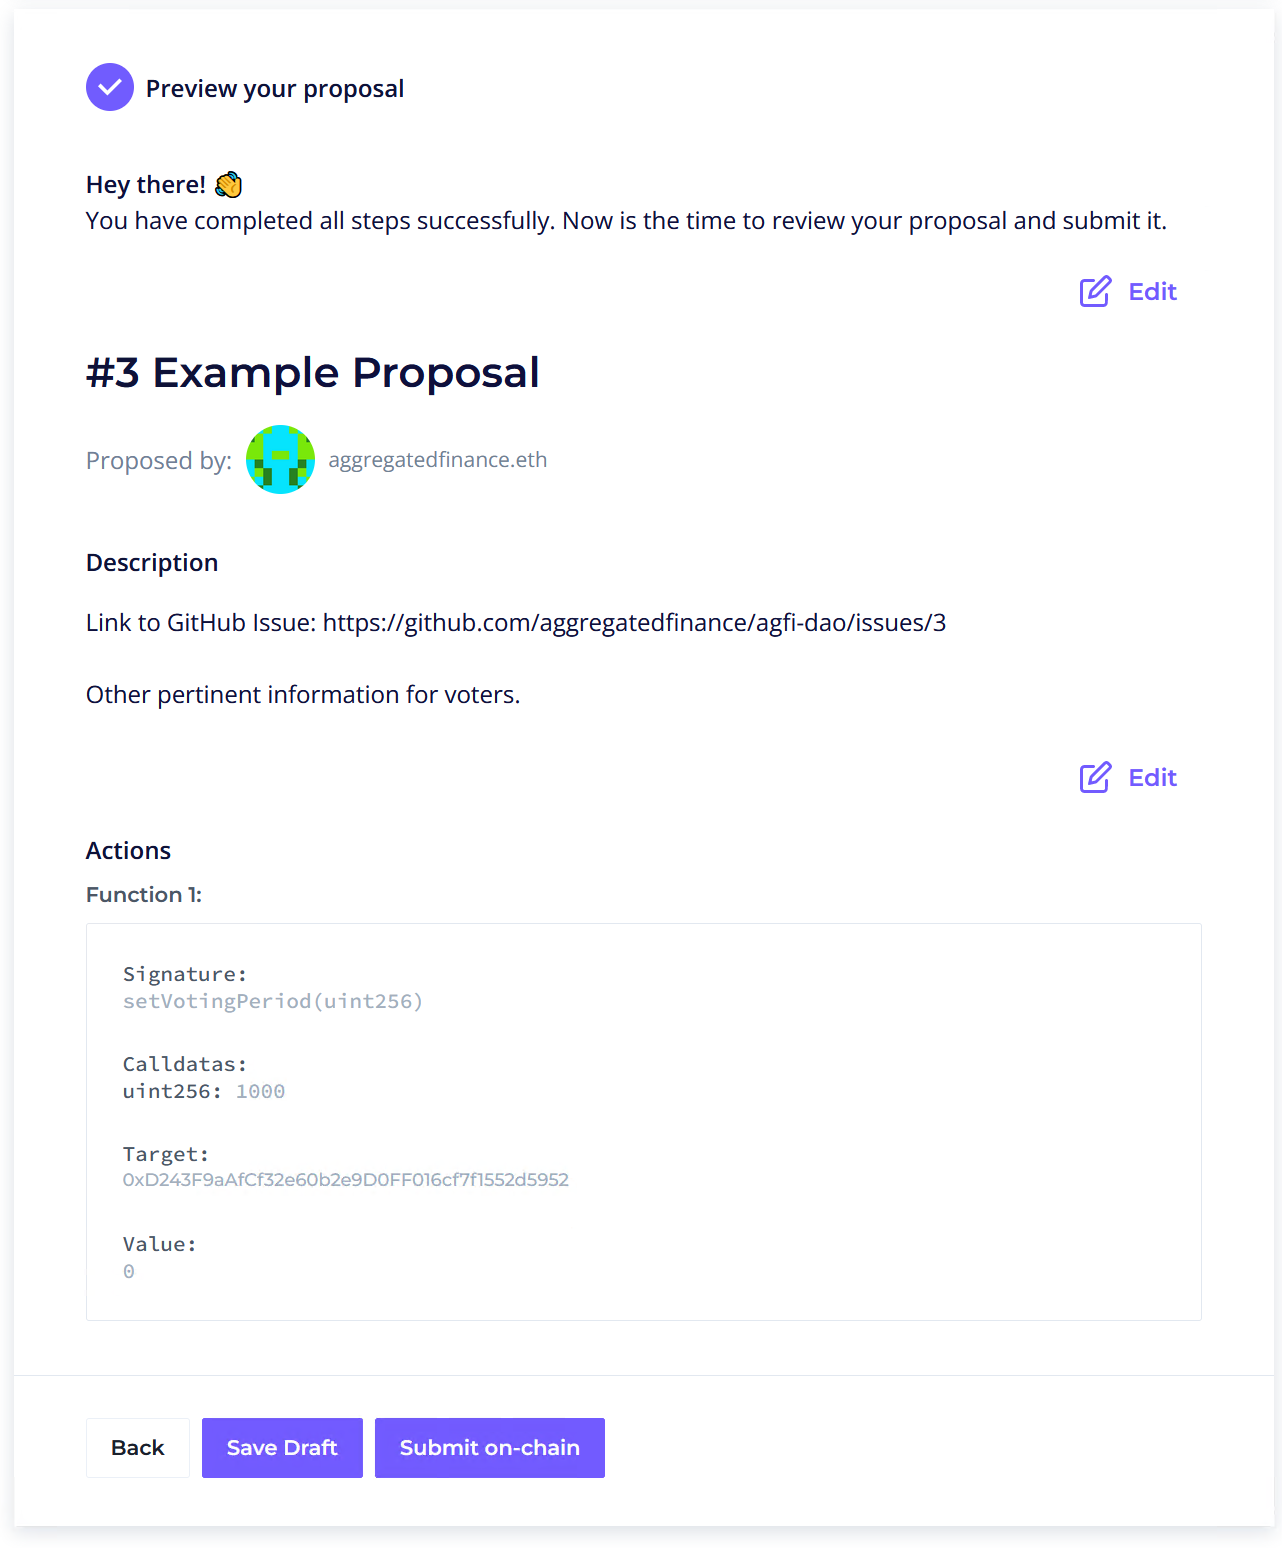 Preview your proposal
Hey there! 👏
You have completed all steps successfully. Now is the time to review your proposal and submit it.
Edit
#3 Example Proposal
Proposed by: aggregatedfinance.eth
Description
Link to GitHub Issue: https://github.com/aggregatedfinance/agfi-dao/issues/3
Other pertinent information for voters.
Edit
Actions
Function 1:
Signature:
setVotingPeriod(uint256)
Calldatas:
uint256: 1000
Target:
0xD243F9aAfCf32e60b2e9D0FF016cf7f1552d5952
Value:
0
Back
Save Draft
Submit on-chain